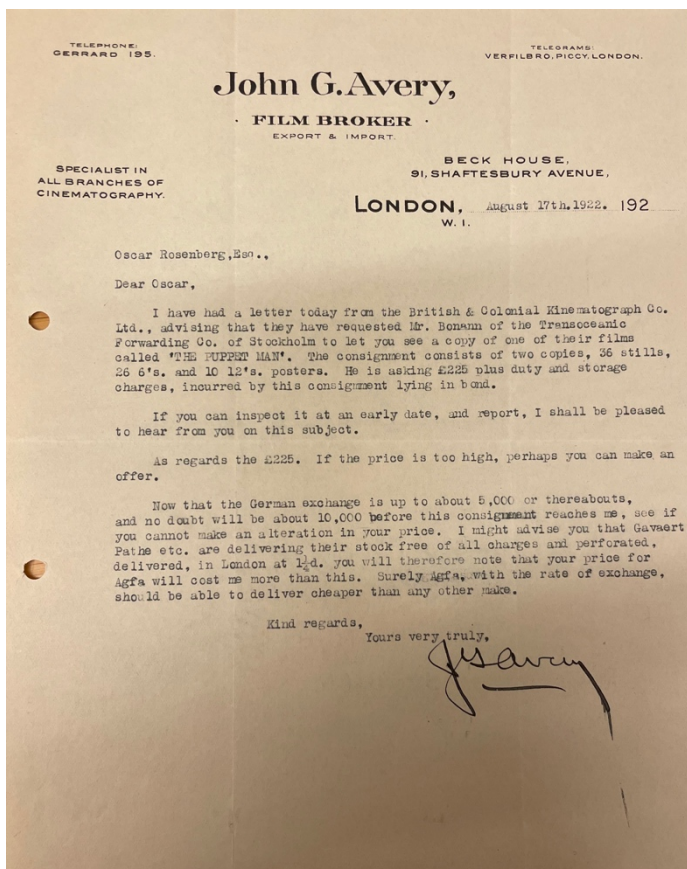 TELEPHONE:
GERRARD 195.
TELEGRAMS:
VERFILBRO, PICCY, LONDON.
John G. Avery,
· FILM BROKER ·
EXPORT & IMPORT.
SPECIALIST IN
ALL BRANCHES OF
CINEMATOGRAPHY.
BECK HOUSE,
91, SHAFTESBURY AVENUE,
LONDON, August 17th.1922. 192
W. I.
Oscar Rosenberg,Esq.,
Dear Oscar,
I have had a letter today from the British & Colonial Kinematograph Co.
Ltd., advising that they have requested Mr. Bonann of the Transoceanic
Forwarding Co. of Stockholm to let you see a copy of one of their films
called 'THE PUPPET MAN'. The consignment consists of two copies, 36 stills,
26 6's. and 10 12's. posters. He is asking £225 plus duty and storage
charges, incurred by this consignment lying in bond.
If you can inspect it at an early date, and report, I shall be pleased
to hear from you on this subject.
As regards the £225. If the price is too high, perhaps you can make an
offer.
Now that the German exchange is up to about 5,000 or thereabouts,
and no doubt will be about 10,000 before this consignment reaches me, see if
you cannot make an alteration in your price. I might advise you that Gavaert
Pathe etc. are delivering their stock free of all charges and perforated,
delivered, in London at 1¼d. you will therefore note that your price for
Agfa will cost me more than this. Surely Agfa, with the rate of exchange,
should be able to deliver cheaper than any other make.
Kind regards,
Yours very truly,
JGAvery